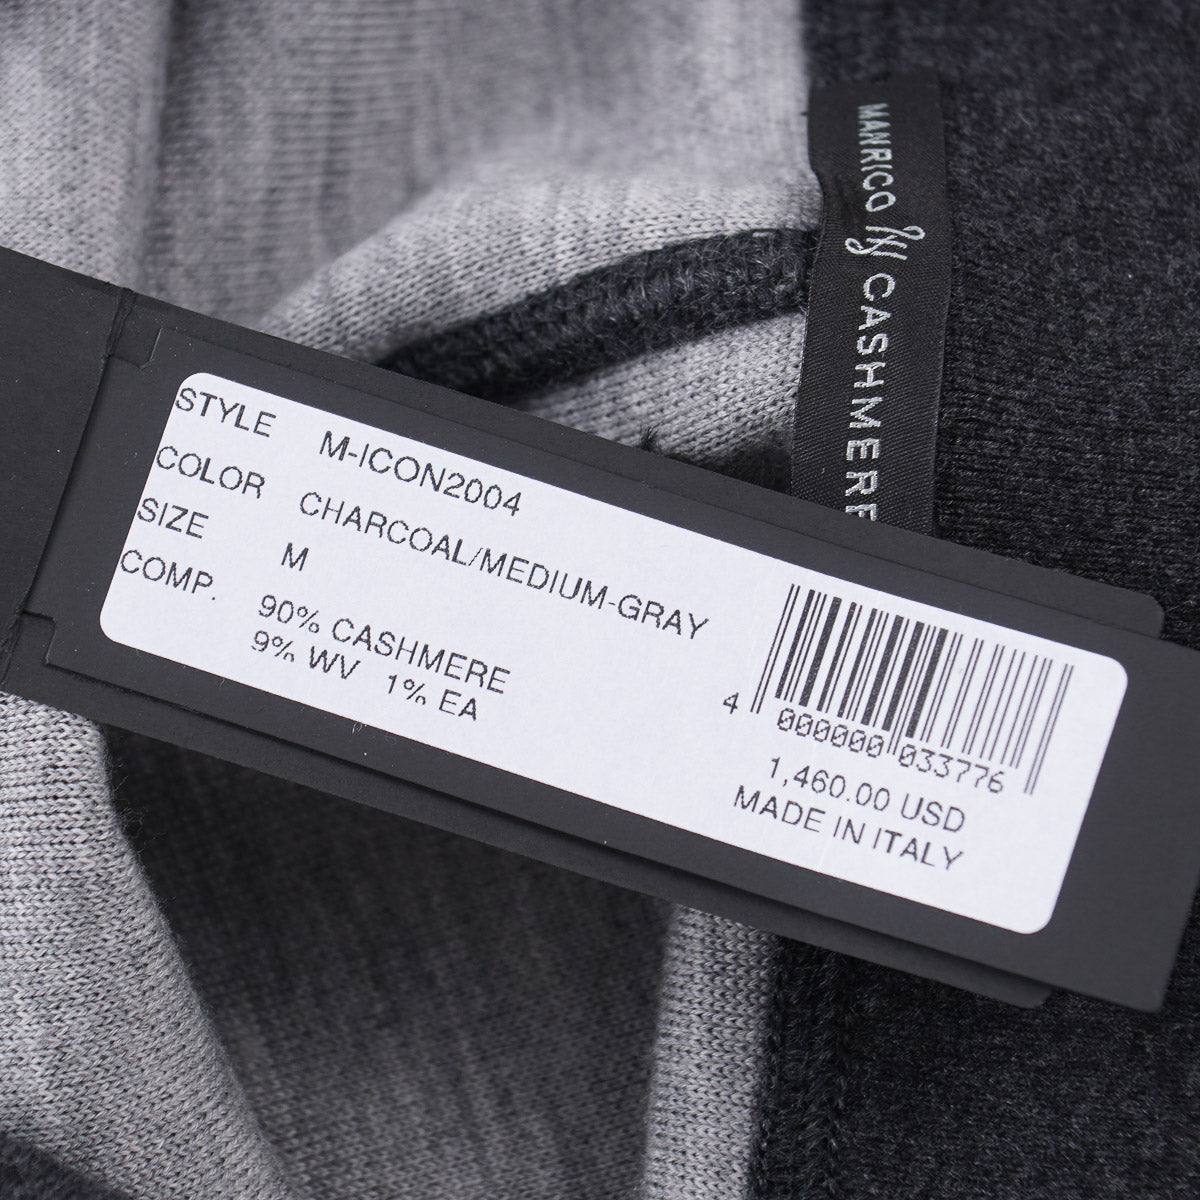 MANRICO CASHMERE
STYLE M-ICON2004
COLOR CHARCOAL/MEDIUM-GRAY
SIZE M
COMP. 90% CASHMERE
9% WV 1% EA
4 000000 033776
1,460.00 USD
MADE IN ITALY